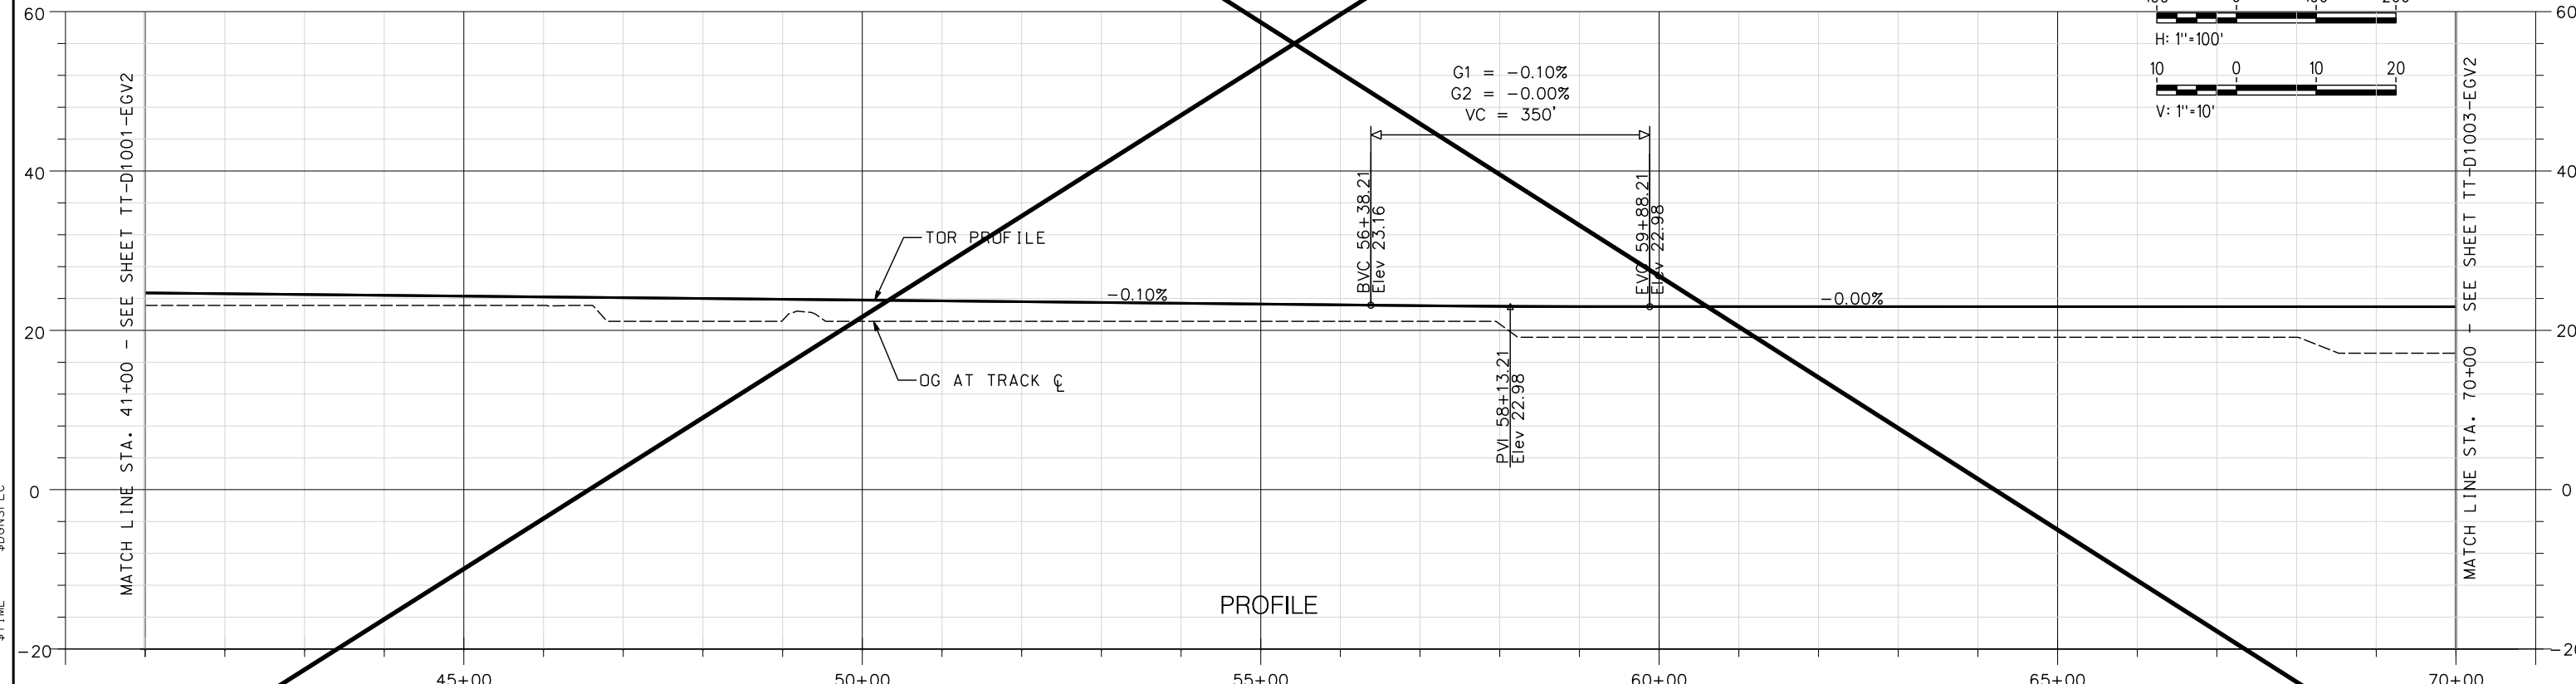 60
60
H: 1"=100'
10 0 10 20
V: 1"=10'
G1 = -0.10%
G2 = -0.00%
VC = 350'
MATCH LINE STA. 41+00 - SEE SHEET TT-D1001-EGV2
MATCH LINE STA. 70+00 - SEE SHEET TT-D1003-EGV2
40
40
BVC 56+38.21
Elev 23.16
EVC 59+88.21
Elev 22.98
TOR PROFILE
-0.10%
-0.00%
20
20
OG AT TRACK ℄
PVI 58+13.21
Elev 22.98
0
0
PROFILE
-20
-20
45+00
50+00
55+00
60+00
65+00
70+00